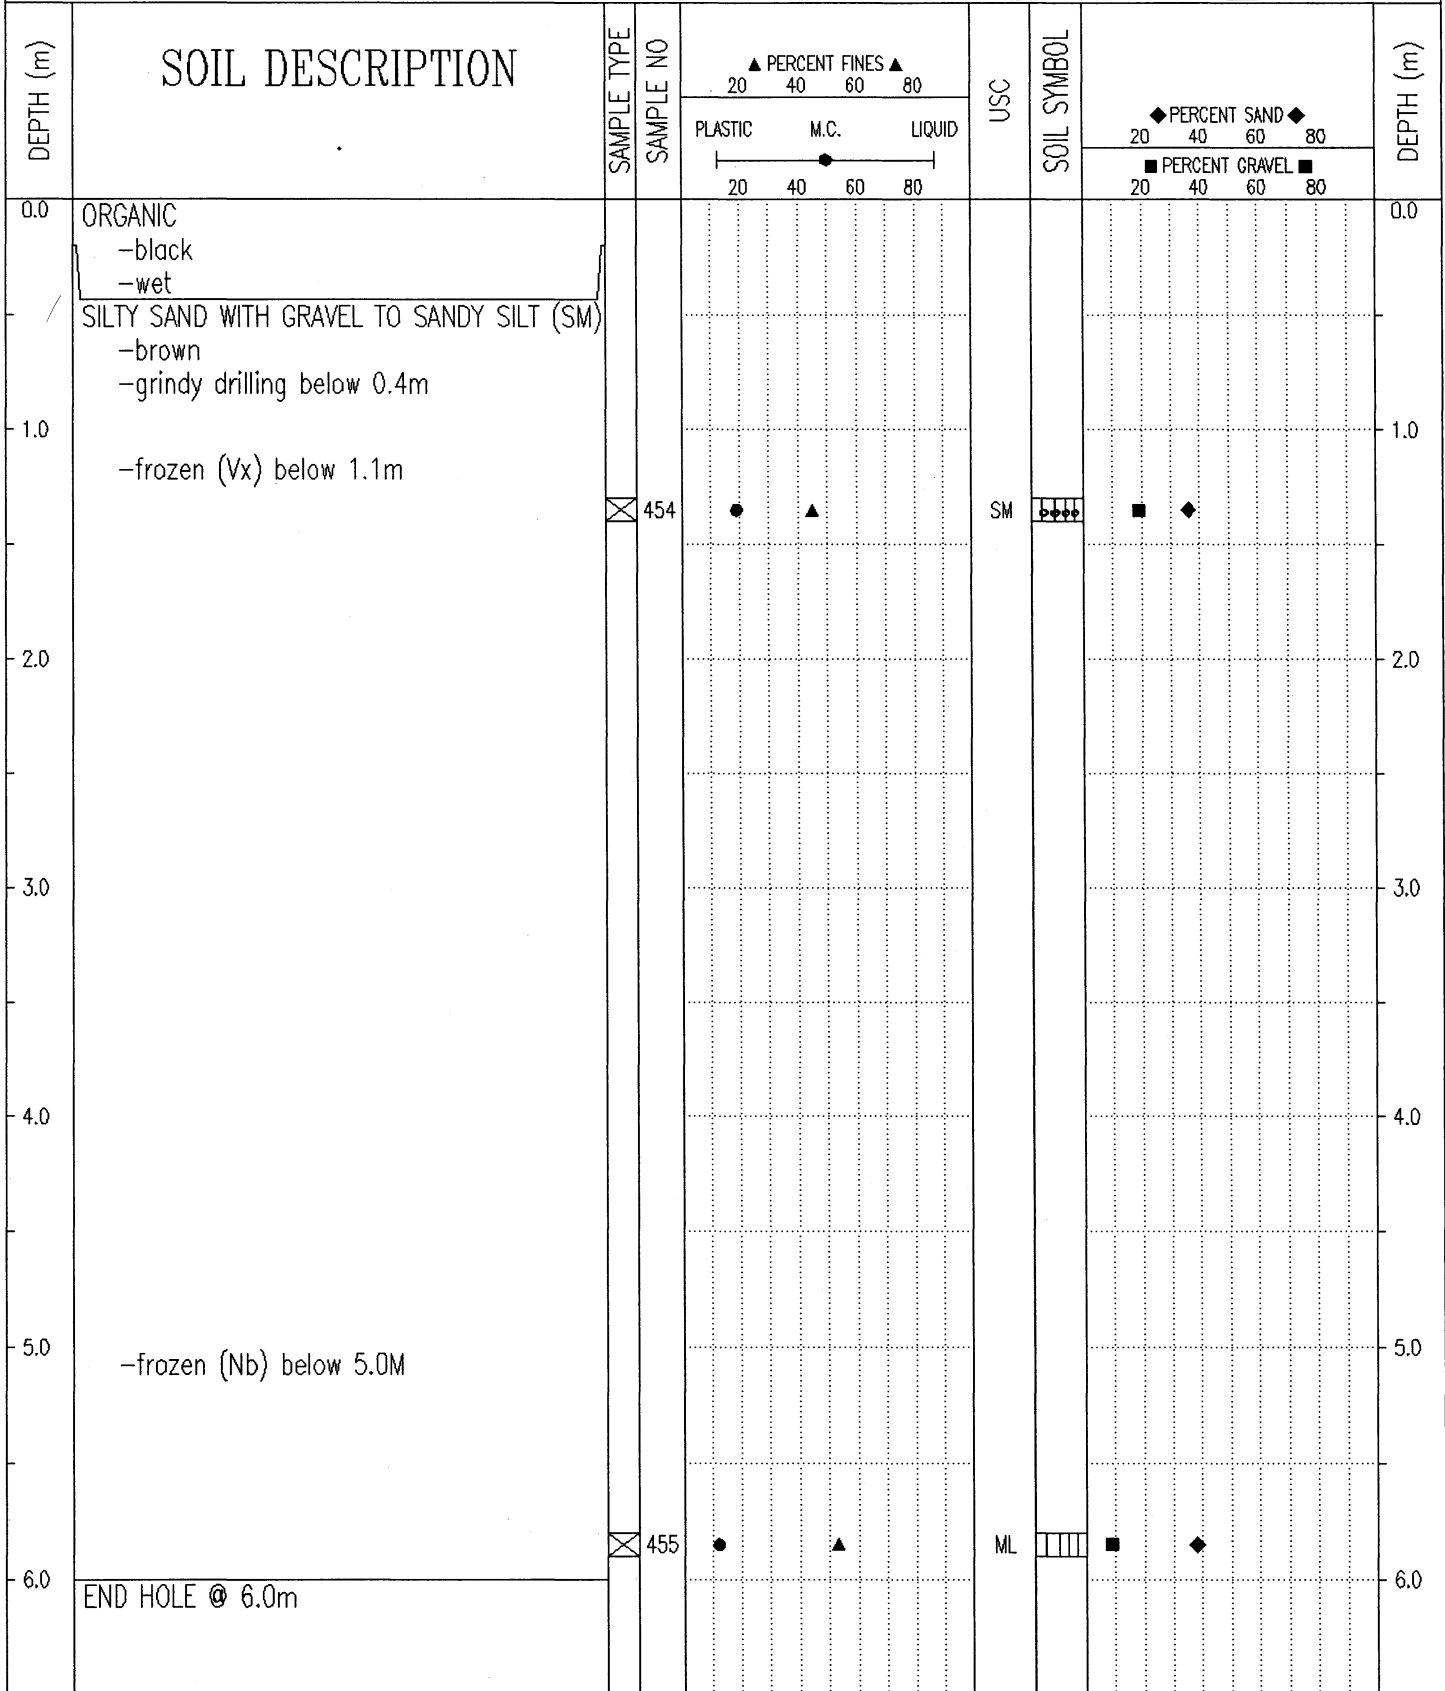 DEPTH (m)
SOIL DESCRIPTION
SAMPLE TYPE
SAMPLE NO
▲ PERCENT FINES ▲
20 40 60 80
PLASTIC M.C. LIQUID
20 40 60 80
USC
SOIL SYMBOL
◆ PERCENT SAND ◆
20 40 60 80
■ PERCENT GRAVEL ■
20 40 60 80
DEPTH (m)
0.0 ORGANIC 0.0
-black
-wet
SILTY SAND WITH GRAVEL TO SANDY SILT (SM)
-brown
-grindy drilling below 0.4m
1.0 1.0
-frozen (Vx) below 1.1m
454 SM
2.0 2.0
3.0 3.0
4.0 4.0
5.0 5.0
-frozen (Nb) below 5.0M
455 ML
6.0 6.0
END HOLE @ 6.0m